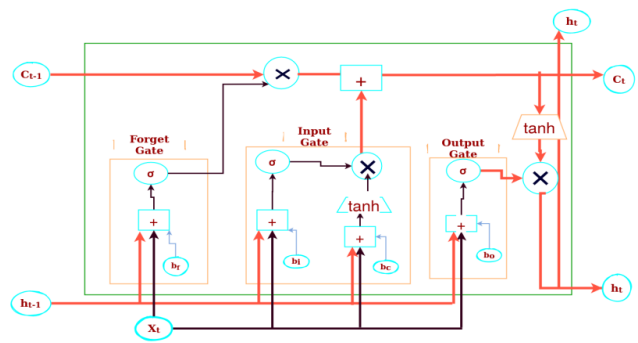 ht
Ct-1
×
+
Ct
tanh
Forget
Gate
Input
Gate
Output
Gate
σ
σ
×
σ
×
tanh
+
+
+
+
bf
bi
bc
bo
ht-1
ht
Xt